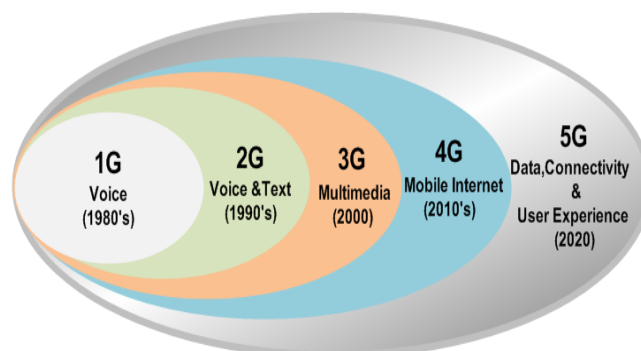 1G
Voice
(1980's)
2G
Voice &Text
(1990's)
3G
Multimedia
(2000)
4G
Mobile Internet
(2010's)
5G
Data,Connectivity
&
User Experience
(2020)